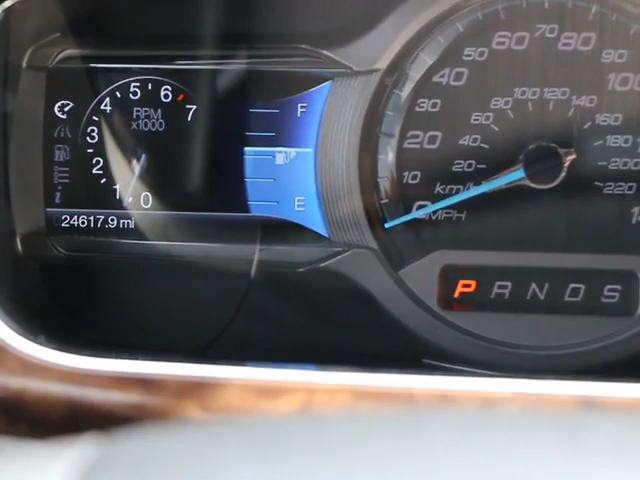 4 5 6 7
3
2
1 0
RPM
x1000
24617.9 mi
F
E
10 20 30 40 50 60 70 80 90 100
20 40 60 80 100 120 140 160 180 200 220
km/h
0 MPH
P R N D S